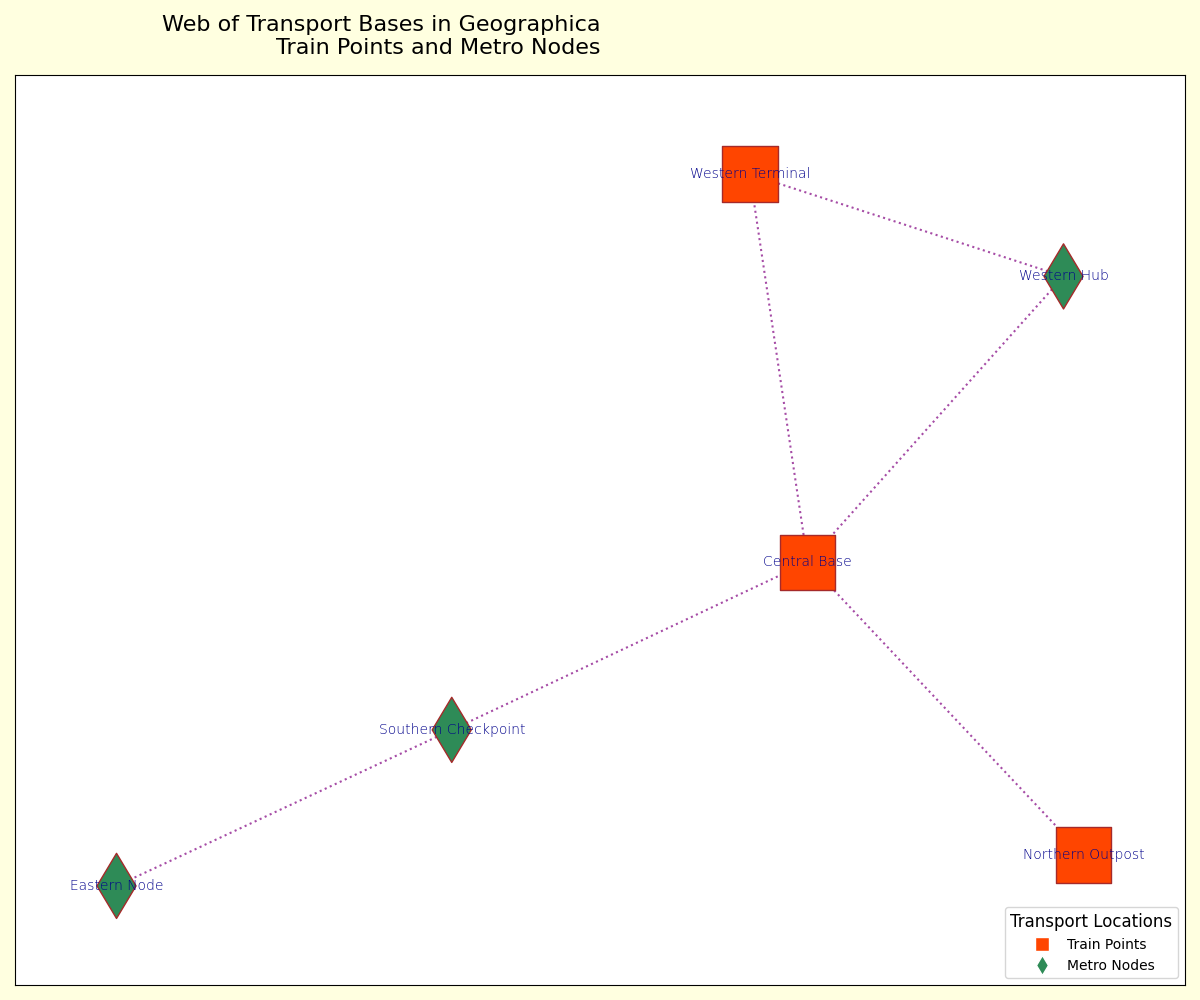 Web of Transport Bases in Geographica
Train Points and Metro Nodes
Western Terminal
Western Hub
Central Base
Southern Checkpoint
Northern Outpost
Eastern Node
Transport Locations
Train Points
Metro Nodes